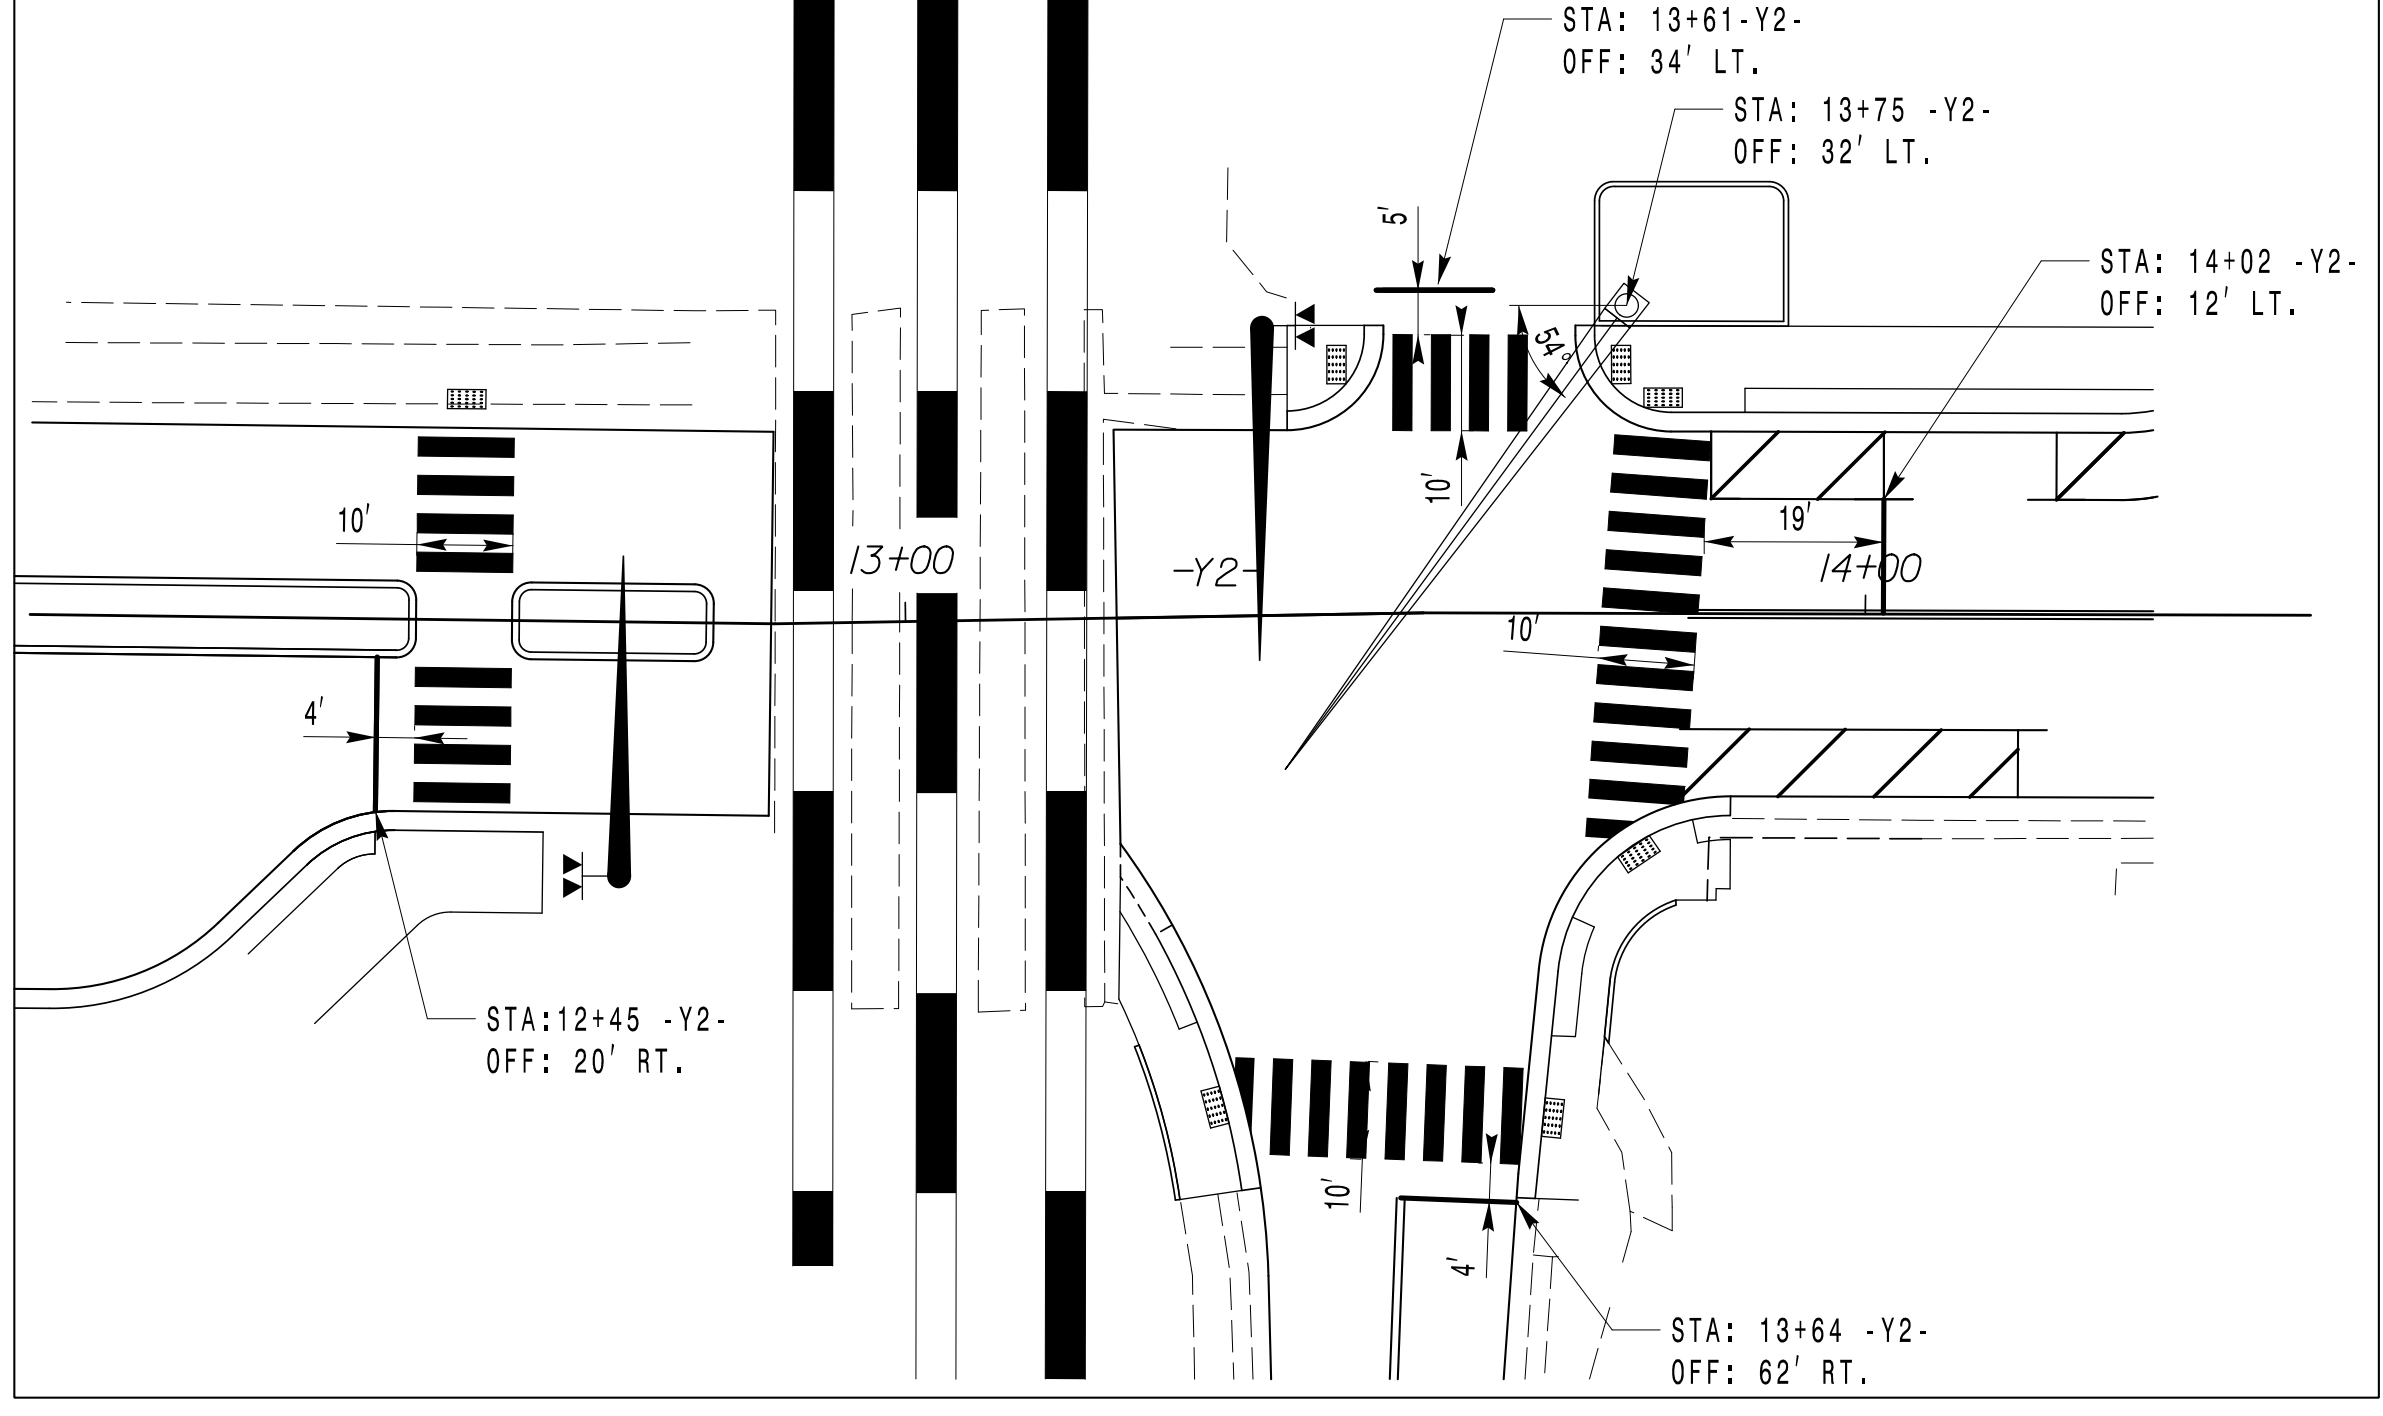 STA: 13+61-Y2-
OFF: 34' LT.
STA: 13+75 -Y2-
OFF: 32' LT.
5'
STA: 14+02 -Y2-
OFF: 12' LT.
54°
10'
10'
19'
13+00
-Y2-
14+00
10'
4'
STA:12+45 -Y2-
OFF: 20' RT.
10'
4'
STA: 13+64 -Y2-
OFF: 62' RT.